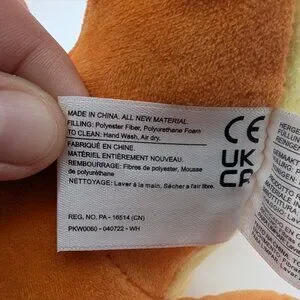 MADE IN CHINA. ALL NEW MATERIAL.
FILLING: Polyester Fiber, Polyurethane Foam
TO CLEAN: Hand Wash, Air dry.
FABRIQUÉ EN CHINE.
MATÉRIEL ENTIÈREMENT NOUVEAU.
REMBOURRAGE: Fibres de polyester, Mousse
de polyuréthane
NETTOYAGE: Laver à la main, Sécher a l'air libre.
REG. NO. PA - 16514 (CN)
PKW0060 - 040722 - WH
CE
UK
CA